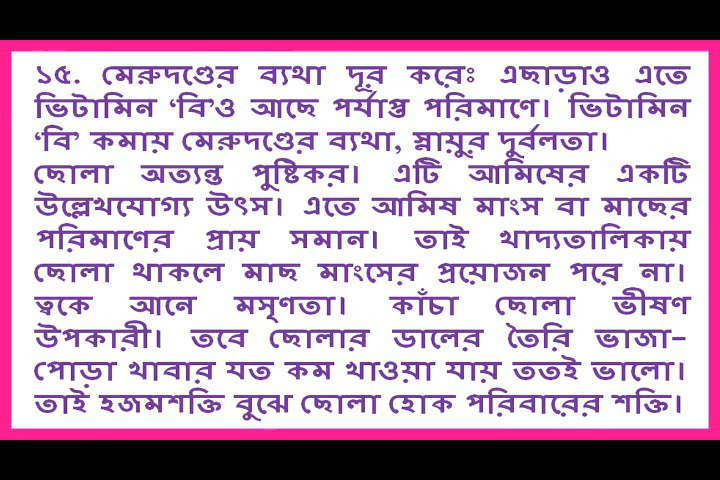 ১৫. মেরুদণ্ডের ব্যথা দূর করেঃ এছাড়াও এতে
ভিটামিন ‘বি’ও আছে পর্যাপ্ত পরিমাণে। ভিটামিন
‘বি’ কমায় মেরুদণ্ডের ব্যথা, স্নায়ুর দুর্বলতা।
ছোলা অত্যন্ত পুষ্টিকর। এটি আমিষের একটি
উল্লেখযোগ্য উৎস। এতে আমিষ মাংস বা মাছের
পরিমাণের প্রায় সমান। তাই খাদ্যতালিকায়
ছোলা থাকলে মাছ মাংসের প্রয়োজন পরে না।
ত্বকে আনে মসৃণতা। কাঁচা ছোলা ভীষণ
উপকারী। তবে ছোলার ডালের তৈরি ভাজা–
পোড়া খাবার যত কম খাওয়া যায় ততই ভালো।
তাই হজমশক্তি বুঝে ছোলা হোক পরিবারের শক্তি।